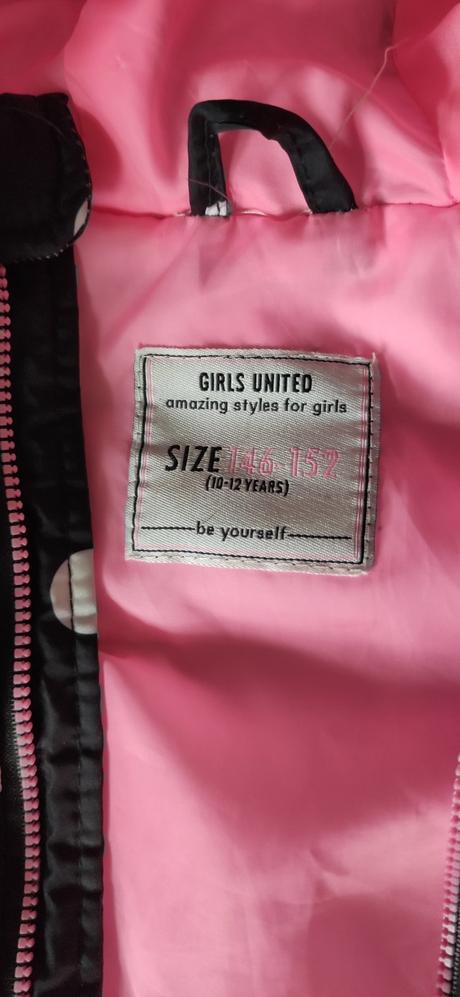 GIRLS UNITED
amazing styles for girls
SIZE 146-152
(10-12 YEARS)
be yourself